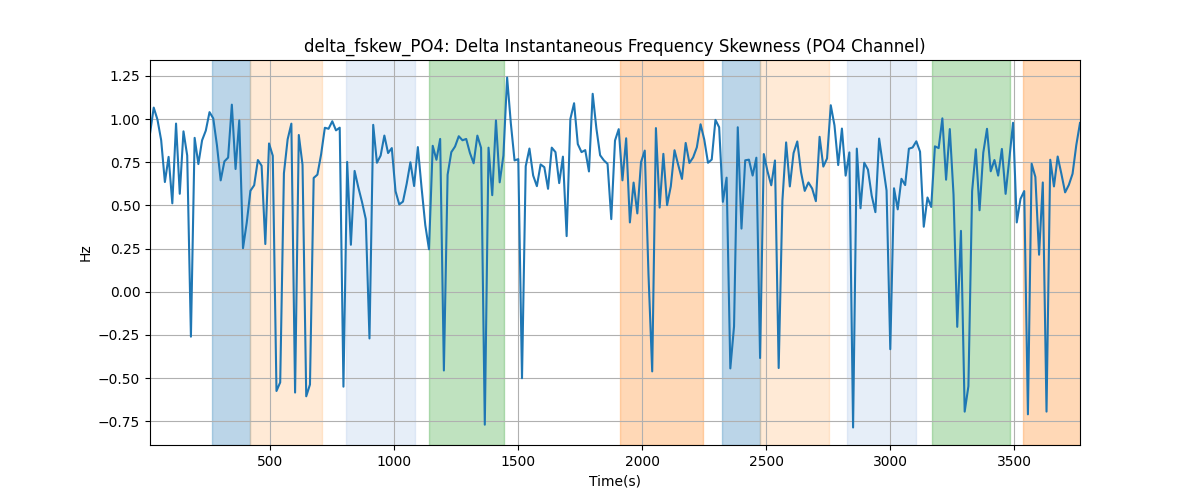 delta_fskew_PO4: Delta Instantaneous Frequency Skewness (PO4 Channel)
1.25
1.00
0.75
0.50
0.25
0.00
−0.25
−0.50
−0.75
Hz
500 1000 1500 2000 2500 3000 3500
Time(s)